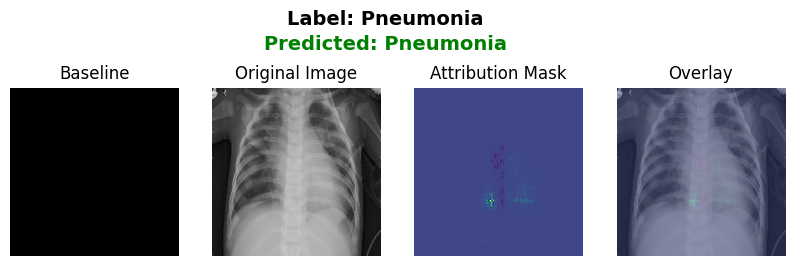 Label: Pneumonia
Predicted: Pneumonia
Baseline
Original Image
Attribution Mask
Overlay